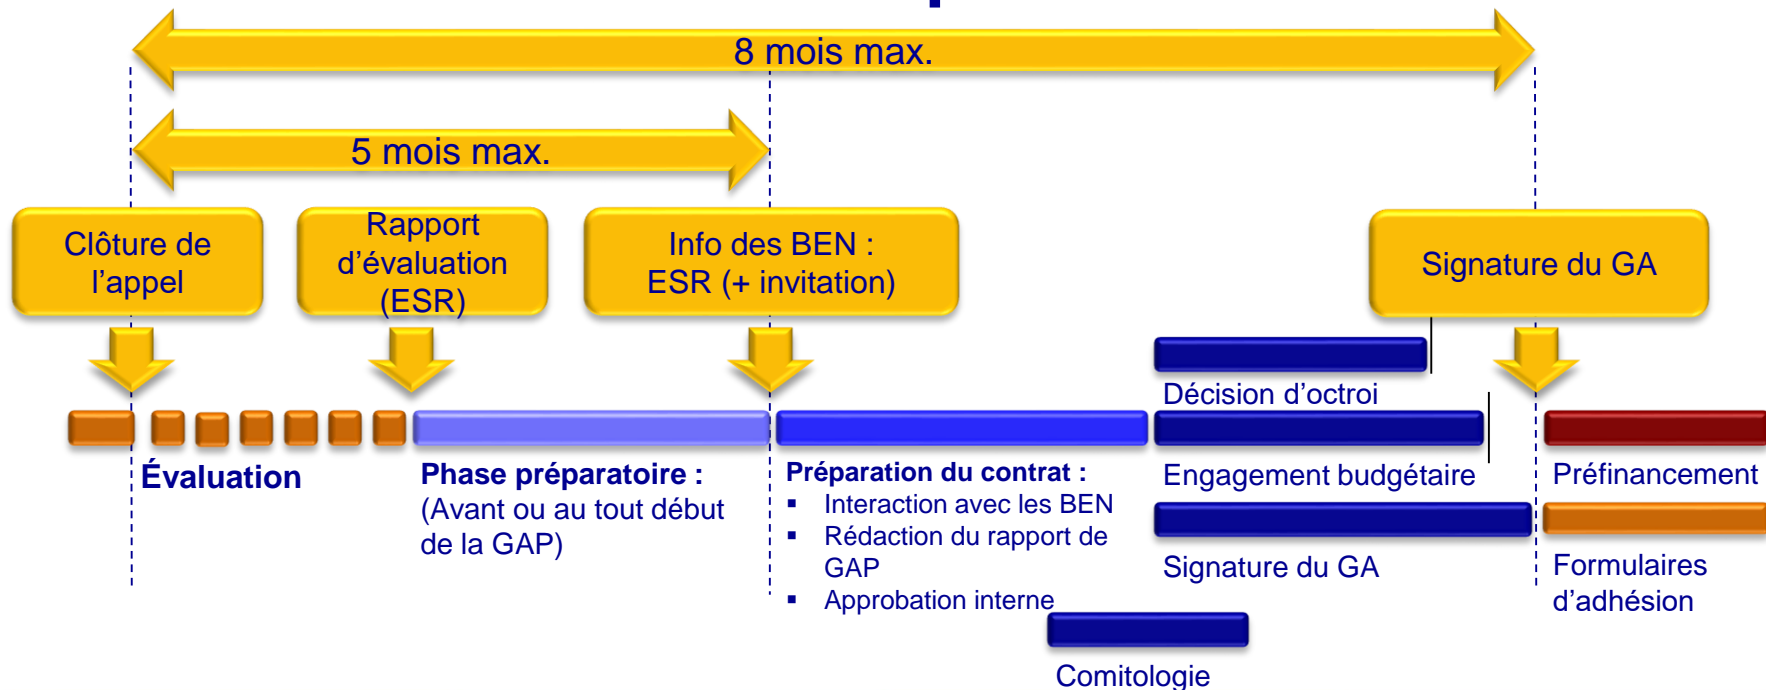 8 mois max.
5 mois max.
Clôture de
l’appel
Rapport
d’évaluation
(ESR)
Info des BEN :
ESR (+ invitation)
Signature du GA
Évaluation
Phase préparatoire :
(Avant ou au tout début
de la GAP)
Préparation du contrat :
▪ Interaction avec les BEN
▪ Rédaction du rapport de
GAP
▪ Approbation interne
Comitologie
Décision d’octroi
Engagement budgétaire
Signature du GA
Préfinancement
Formulaires
d’adhésion